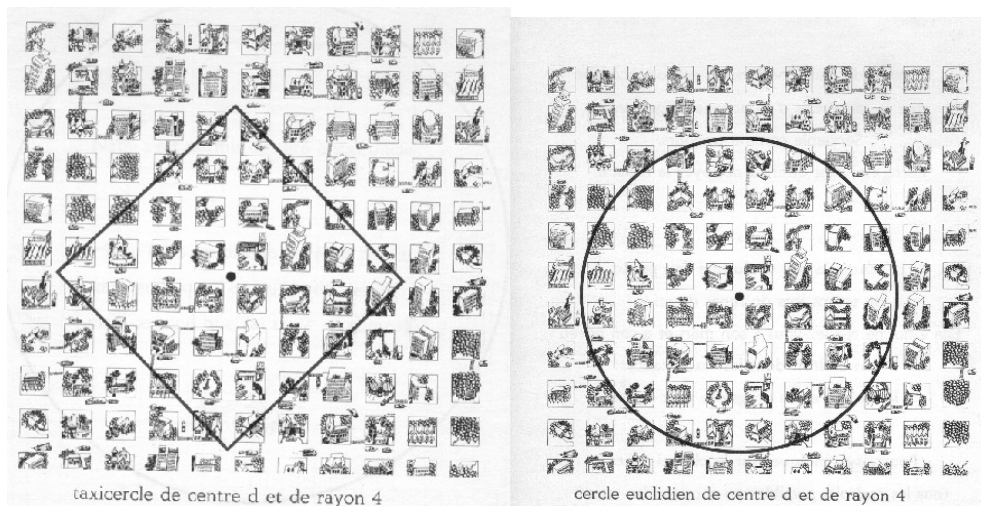 taxicercle de centre d et de rayon 4
cercle euclidien de centre d et de rayon 4